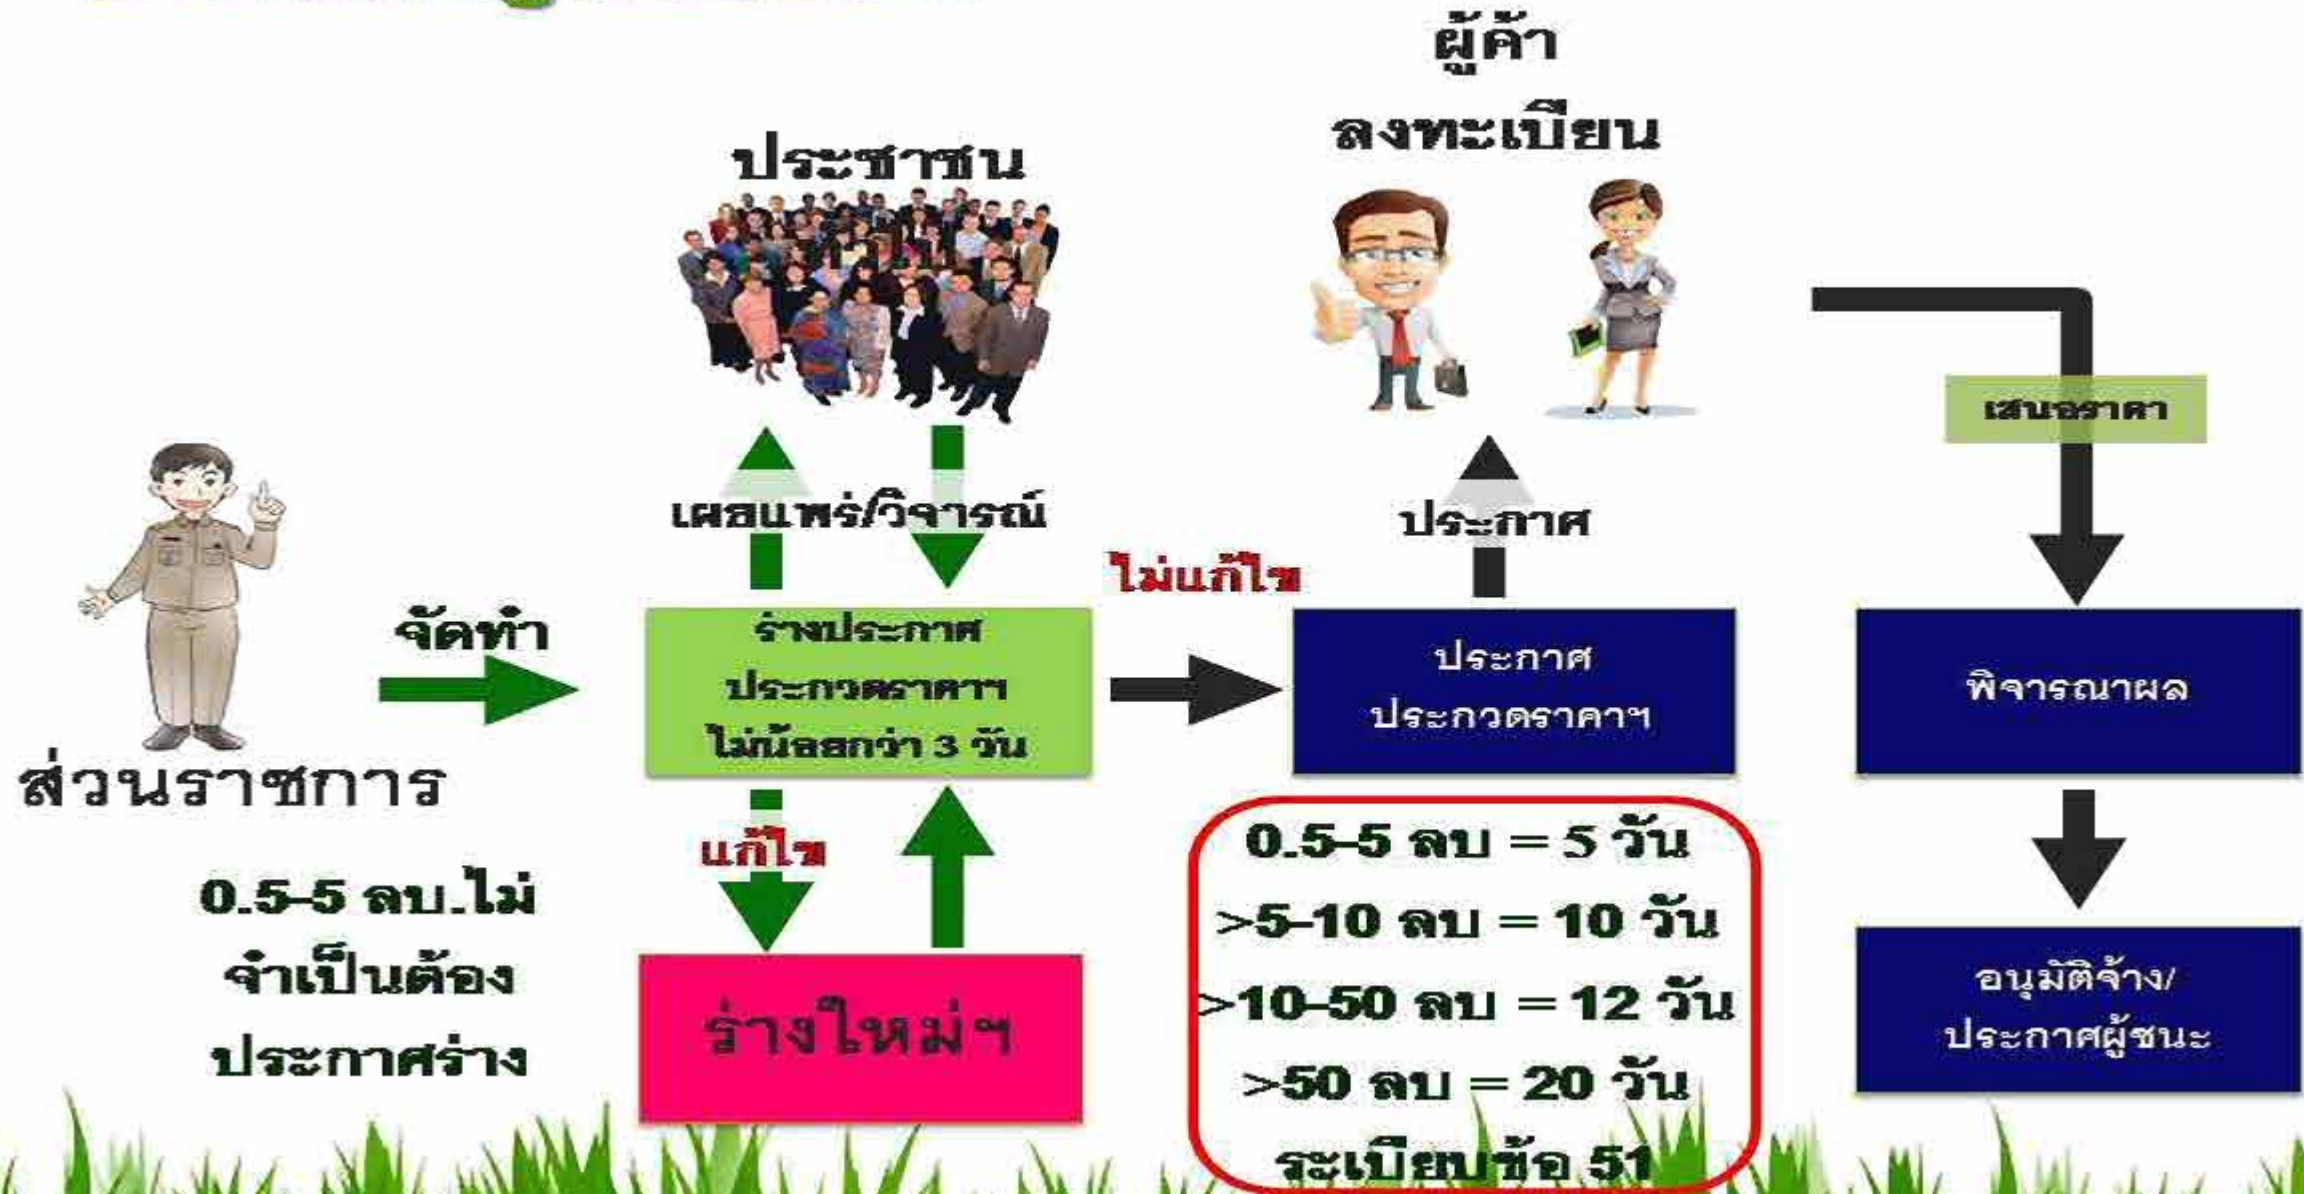 ผู้ค้า
ลงทะเบียน
ประชาชน
เสนอราคา
เผยแพร่/วิจารณ์
ประกาศ
ไม่แก้ไข
จัดทำ
ร่างประกาศ
ประกวดราคาฯ
ไม่น้อยกว่า 3 วัน
ประกาศ
ประกวดราคาฯ
พิจารณาผล
ส่วนราชการ
แก้ไข
0.5-5 ลบ.ไม่
จำเป็นต้อง
ประกาศร่าง
ร่างใหม่ฯ
0.5-5 ลบ = 5 วัน
>5-10 ลบ = 10 วัน
>10-50 ลบ = 12 วัน
>50 ลบ = 20 วัน
ระเบียบข้อ 51
อนุมัติจ้าง/
ประกาศผู้ชนะ